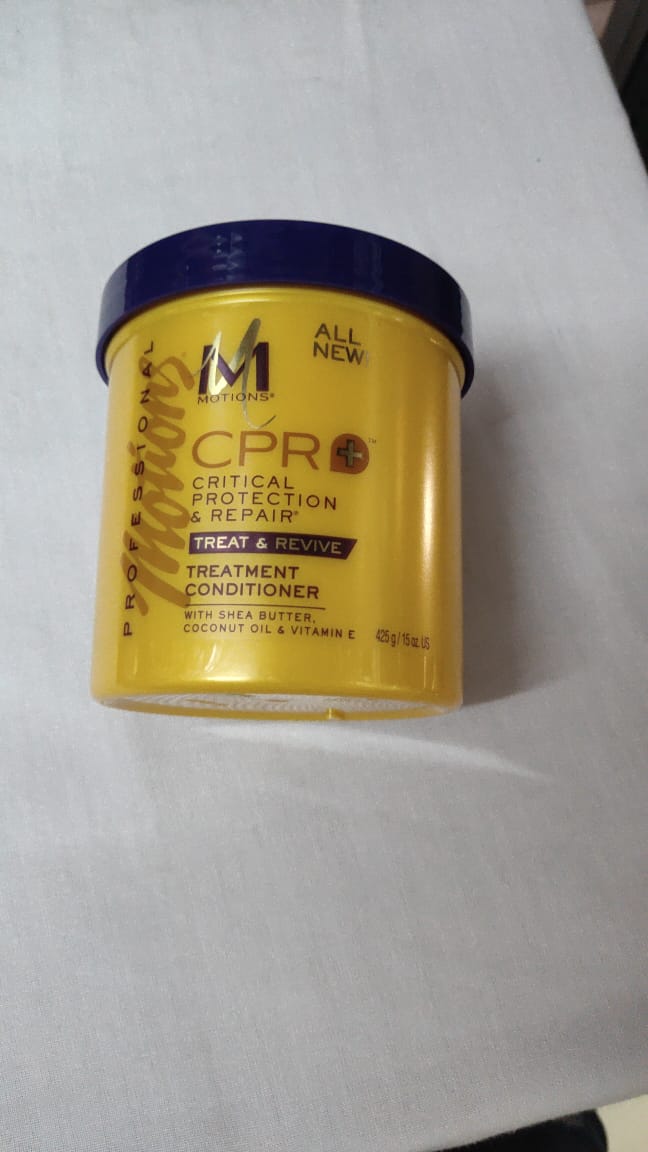 PROFESSIONAL
Motions
M
MOTIONS®
ALL
NEW!
CPR+™
CRITICAL
PROTECTION
& REPAIR®
TREAT & REVIVE
TREATMENT
CONDITIONER
WITH SHEA BUTTER,
COCONUT OIL & VITAMIN E
425 g / 15 oz. US